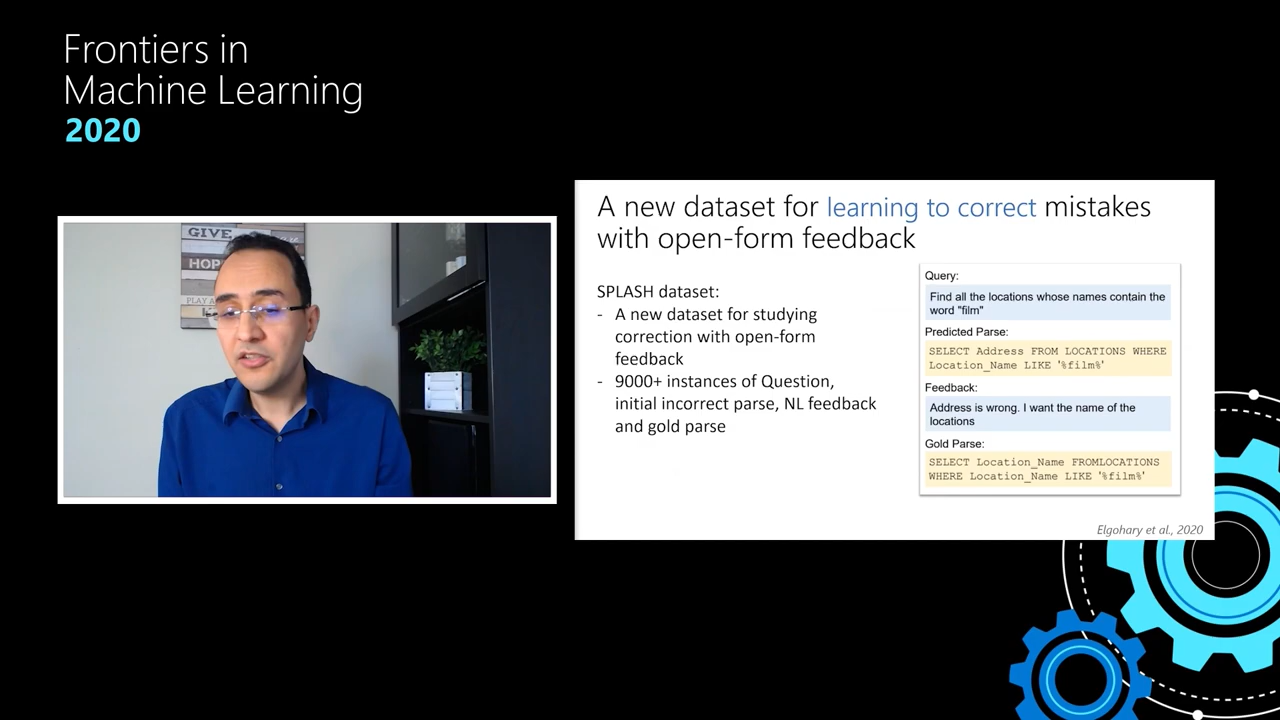 Frontiers in
Machine Learning
2020
GIVE
HOP
PLAY
A new dataset for learning to correct mistakes
with open-form feedback
SPLASH dataset:
- A new dataset for studying
correction with open-form
feedback
- 9000+ instances of Question,
initial incorrect parse, NL feedback
and gold parse
Query:
Find all the locations whose names contain the
word "film"
Predicted Parse:
SELECT Address FROM LOCATIONS WHERE
Location_Name LIKE '%film%'
Feedback:
Address is wrong. I want the name of the
locations
Gold Parse:
SELECT Location_Name FROMLOCATIONS
WHERE Location_Name LIKE '%film%'
Elgohary et al., 2020